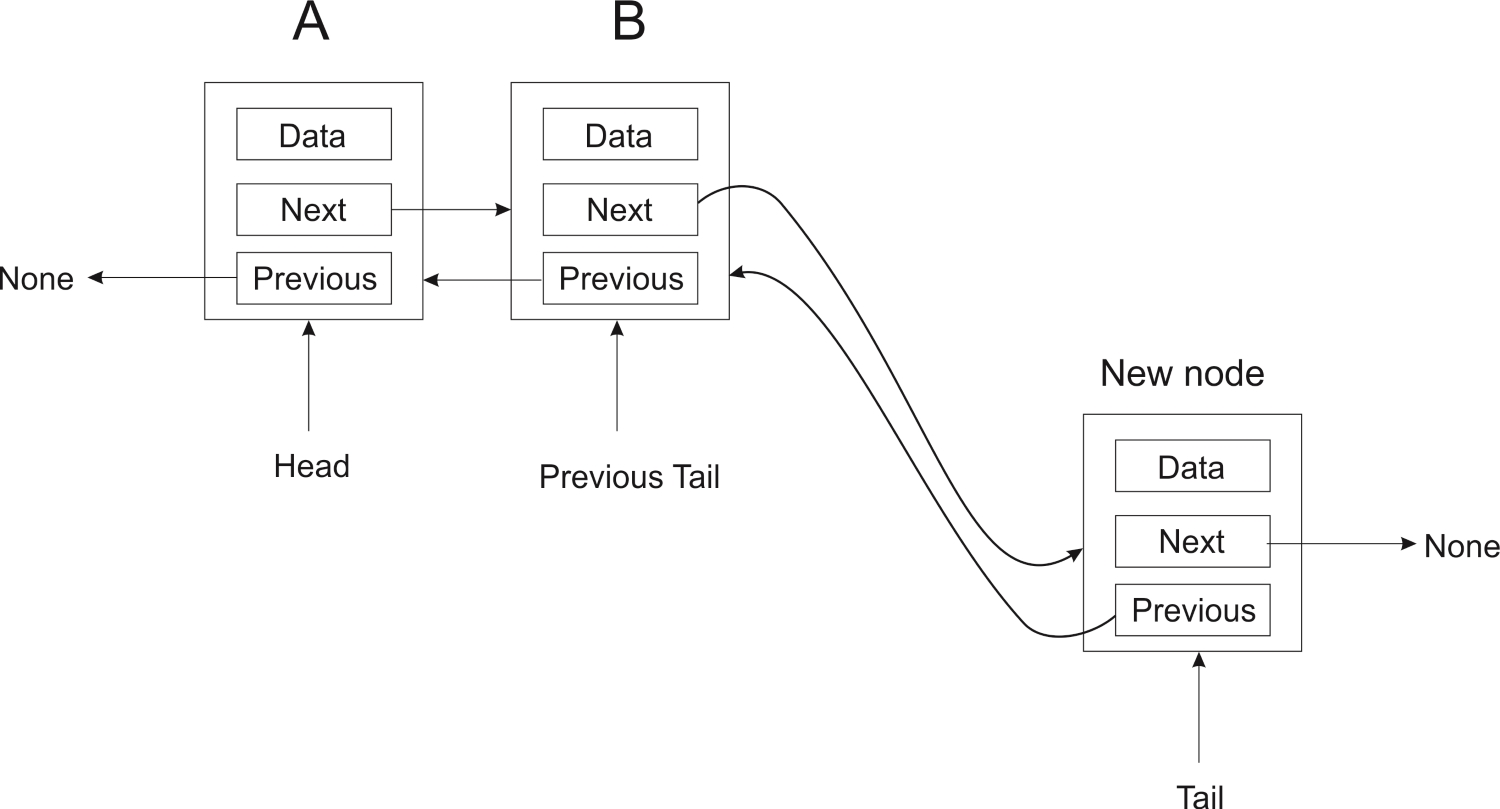 A
B
Data
Data
Next
Next
None
Previous
Previous
Head
Previous Tail
New node
Data
Next
None
Previous
Tail